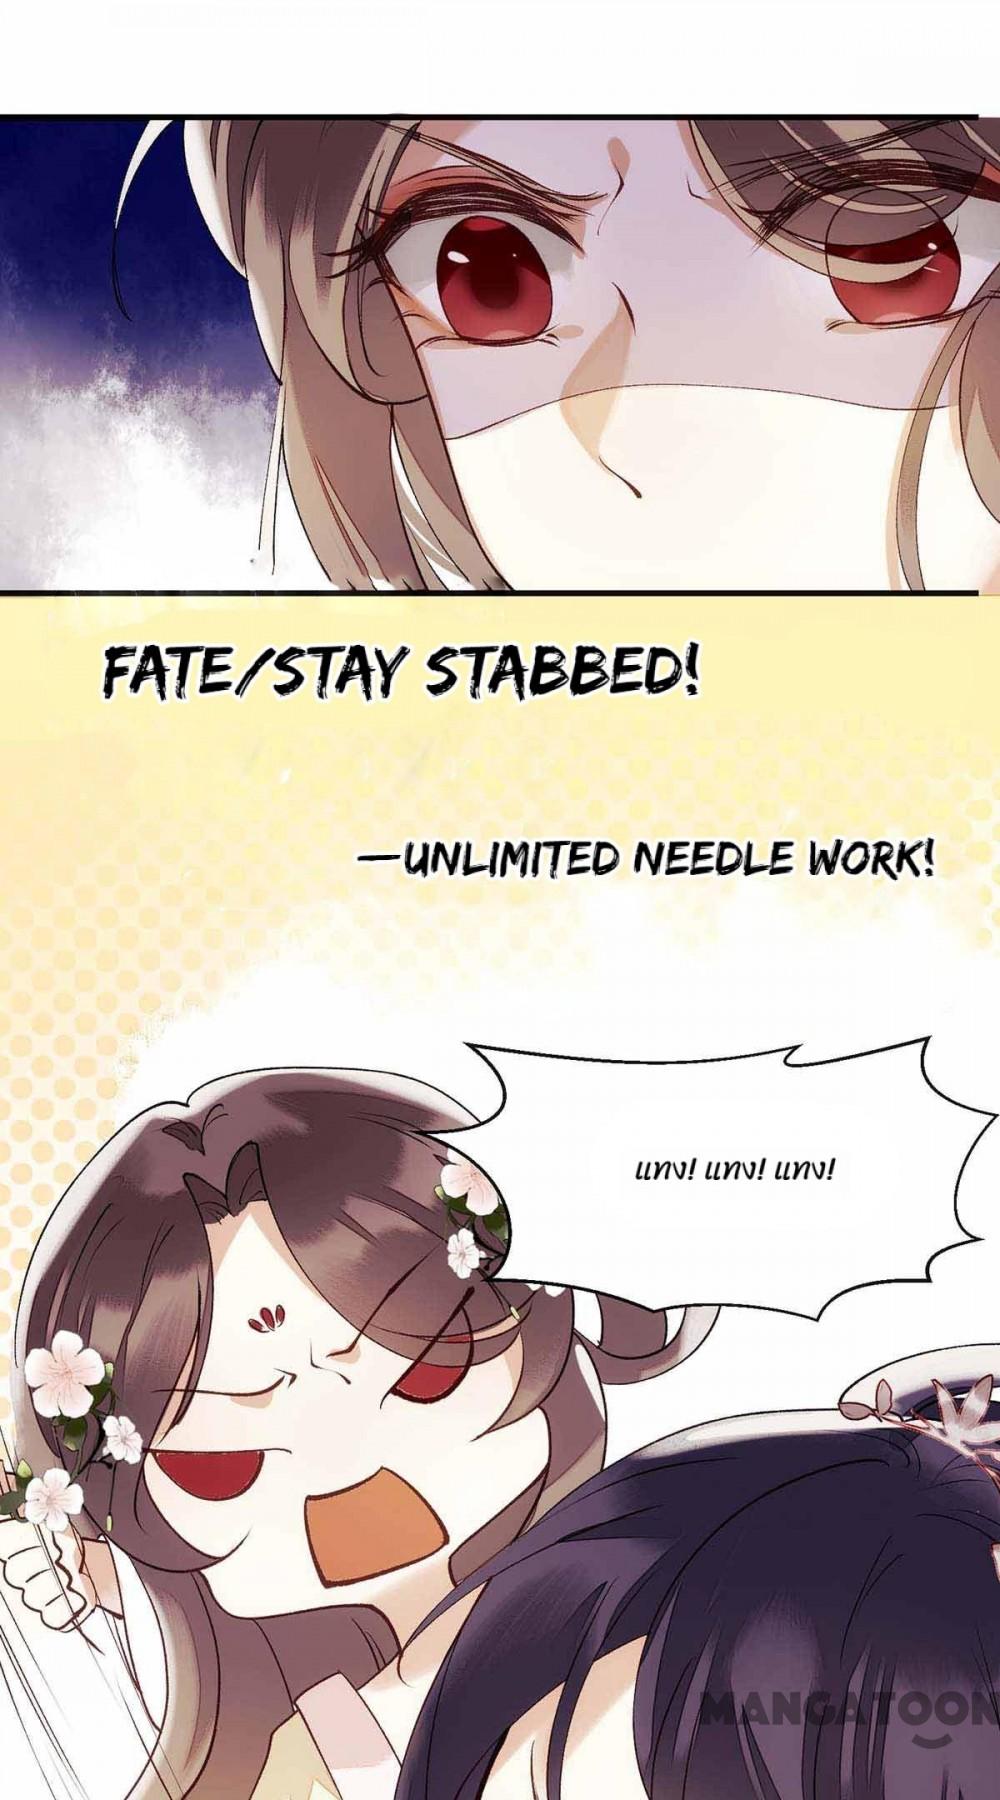 FATE/STAY STABBED!
—UNLIMITED NEEDLE WORK!
แทง! แทง! แทง!
MANGATOON